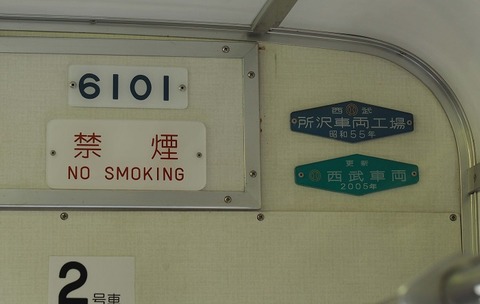 6101
禁煙
NO SMOKING
西武
所沢車両工場
昭和55年
更新
西武車両
2005年
2号車